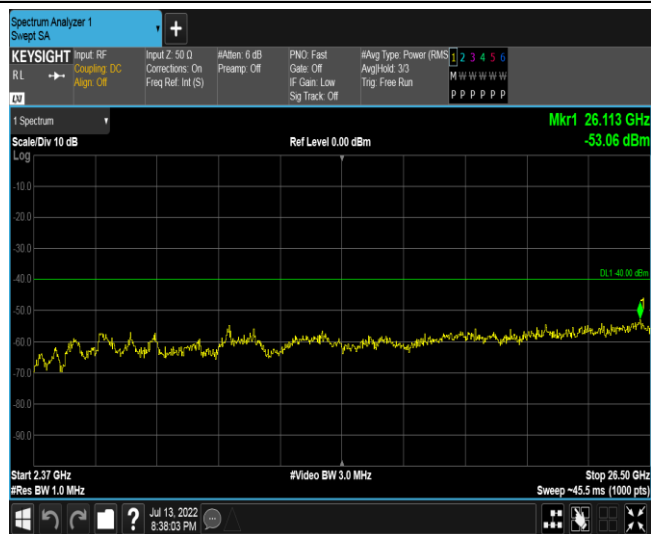 Spectrum Analyzer 1
Swept SA
+
KEYSIGHT Input: RF Input Z: 50 Ω #Atten: 6 dB PNO: Fast #Avg Type: Power (RMS 1 2 3 4 5 6
RL Coupling: DC Corrections: On Preamp: Off Gate: Off Avg|Hold: 3/3 M W W W W W
Align: Off Freq Ref: Int (S) IF Gain: Low Trig: Free Run
LXI Sig Track: Off P P P P P P
1 Spectrum Mkr1 26.113 GHz
Scale/Div 10 dB Ref Level 0.00 dBm -53.06 dBm
Log
-10.0
-20.0
-30.0
DL1 -40.00 dBm
-40.0
-50.0
-60.0
-70.0
-80.0
-90.0
Start 2.37 GHz #Video BW 3.0 MHz Stop 26.50 GHz
#Res BW 1.0 MHz Sweep ~45.5 ms (1000 pts)
? Jul 13, 2022
8:38:03 PM